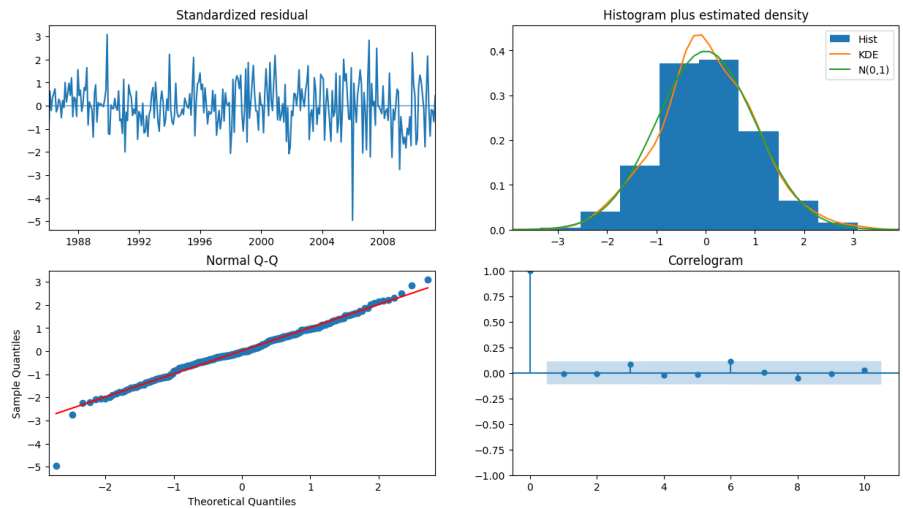 Standardized residual
3
2
1
0
−1
−2
−3
−4
−5
1988 1992 1996 2000 2004 2008
Histogram plus estimated density
Hist
KDE
N(0,1)
0.4
0.3
0.2
0.1
0.0
−3 −2 −1 0 1 2 3
Normal Q-Q
Sample Quantiles
3
2
1
0
−1
−2
−3
−4
−5
−2 −1 0 1 2
Theoretical Quantiles
Correlogram
1.00
0.75
0.50
0.25
0.00
−0.25
−0.50
−0.75
−1.00
0 2 4 6 8 10